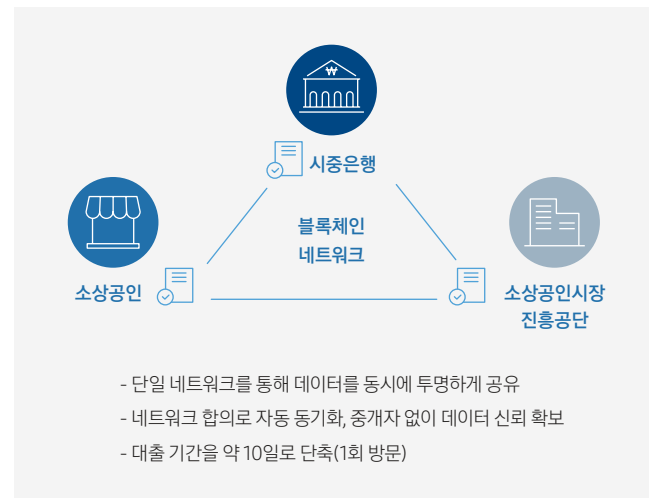 ₩
시중은행
블록체인
네트워크
소상공인
소상공인시장
진흥공단
- 단일 네트워크를 통해 데이터를 동시에 투명하게 공유
- 네트워크 합의로 자동 동기화, 중개자 없이 데이터 신뢰 확보
- 대출 기간을 약 10일로 단축(1회 방문)